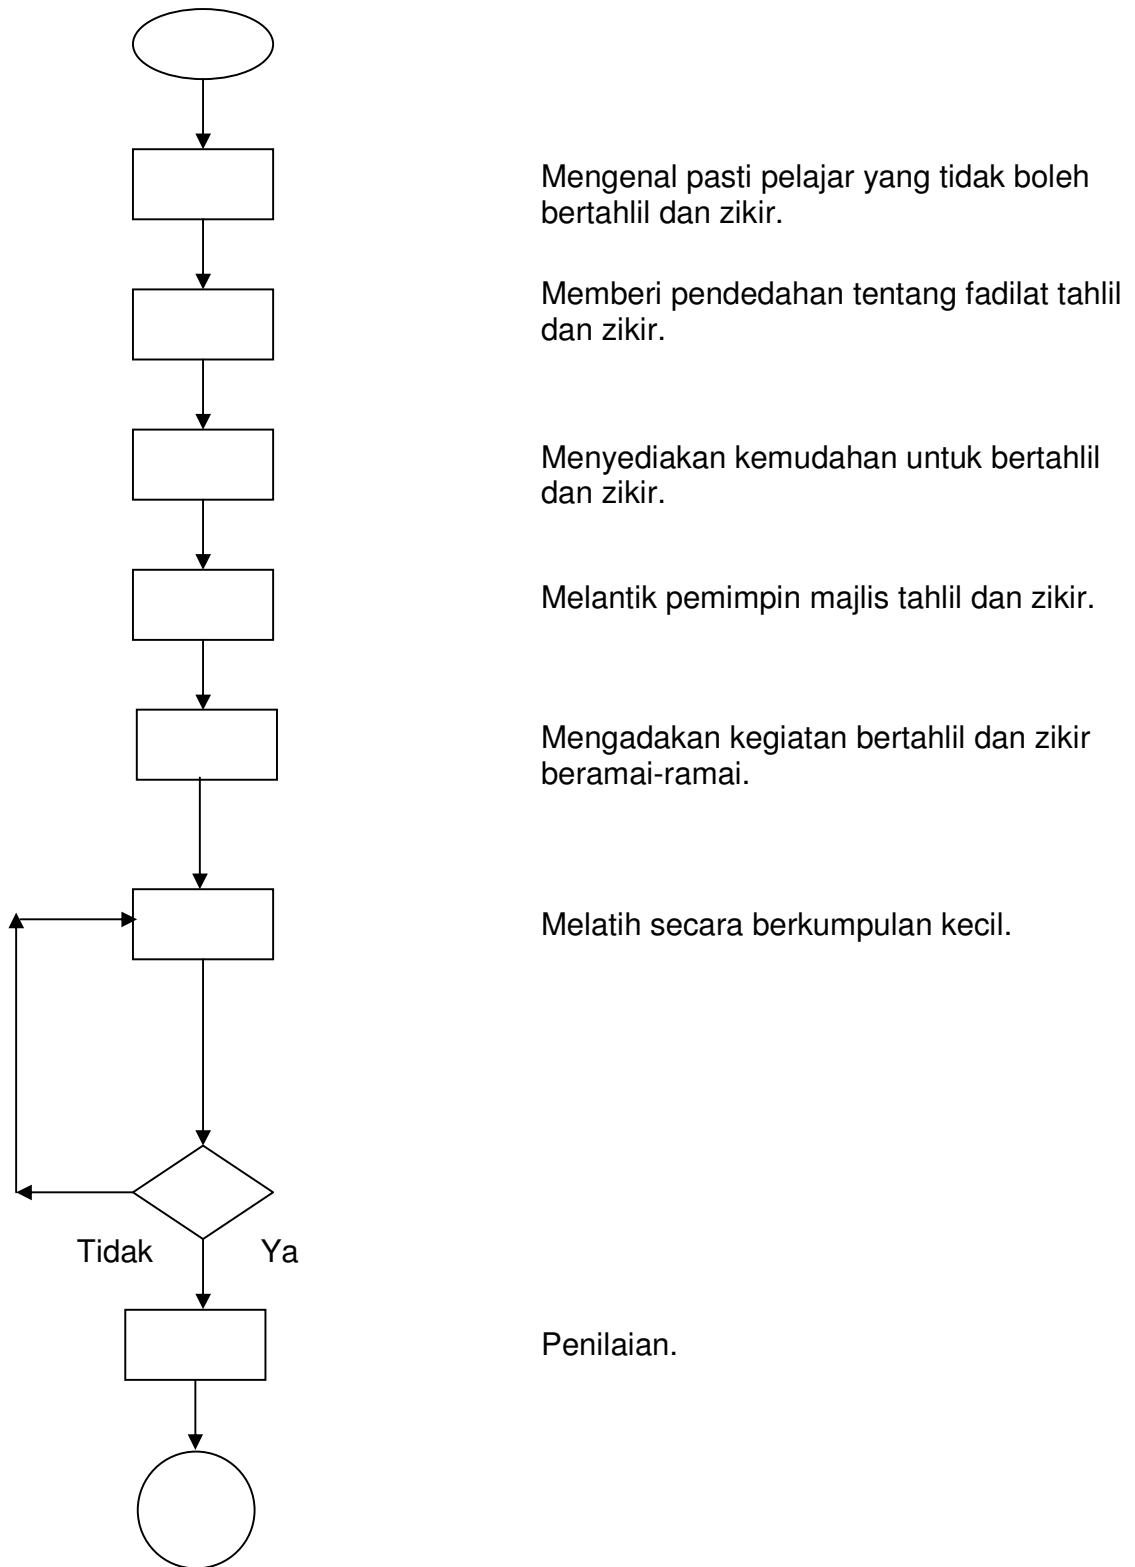 Mengenal pasti pelajar yang tidak boleh
bertahlil dan zikir.
Memberi pendedahan tentang fadilat tahlil
dan zikir.
Menyediakan kemudahan untuk bertahlil
dan zikir.
Melantik pemimpin majlis tahlil dan zikir.
Mengadakan kegiatan bertahlil dan zikir
beramai-ramai.
Melatih secara berkumpulan kecil.
Tidak Ya
Penilaian.